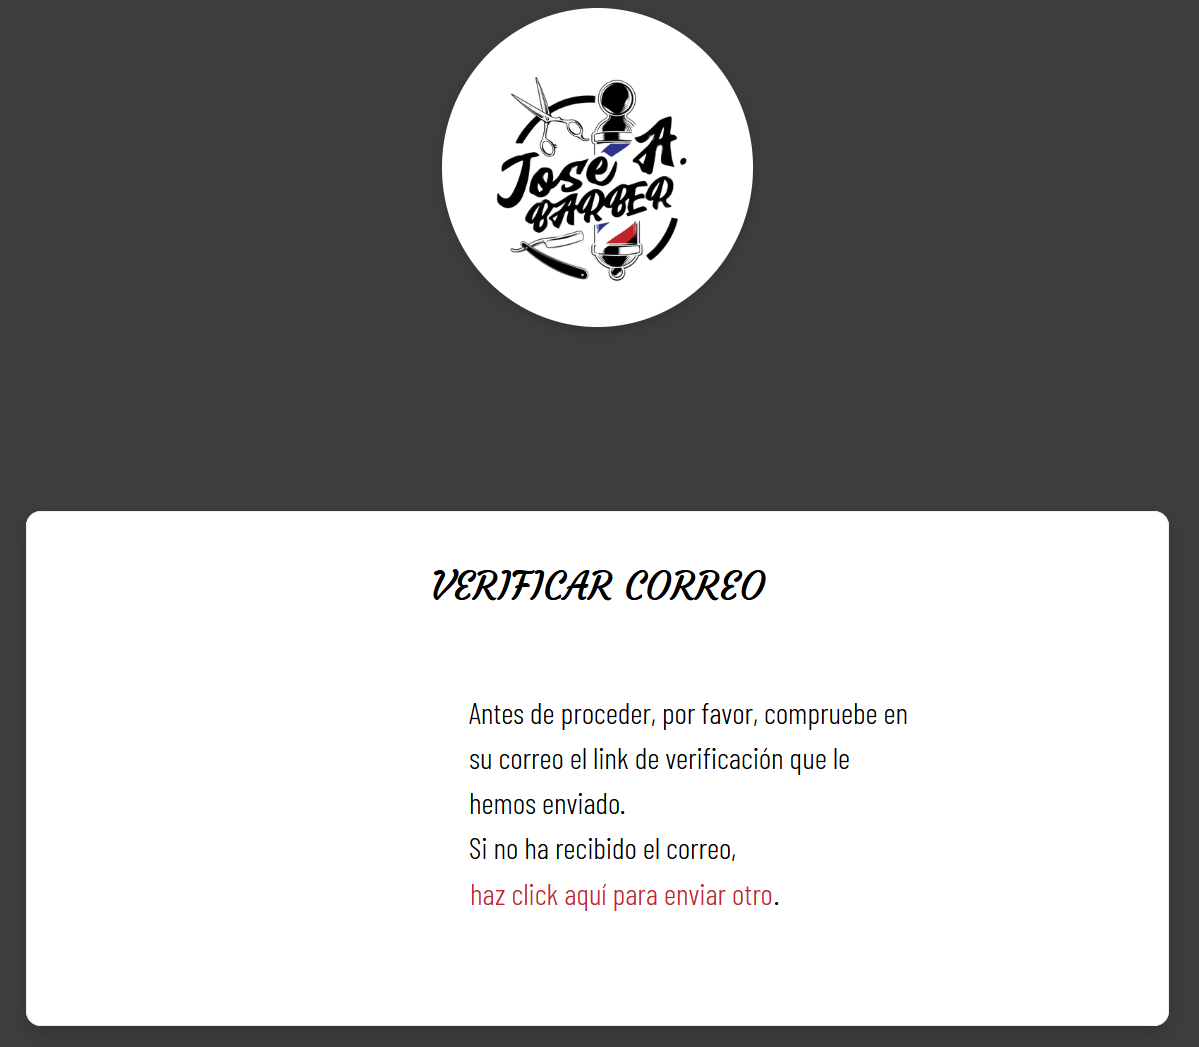 Jose A.
BARBER
VERIFICAR CORREO
Antes de proceder, por favor, compruebe en
su correo el link de verificación que le
hemos enviado.
Si no ha recibido el correo,
haz click aquí para enviar otro.